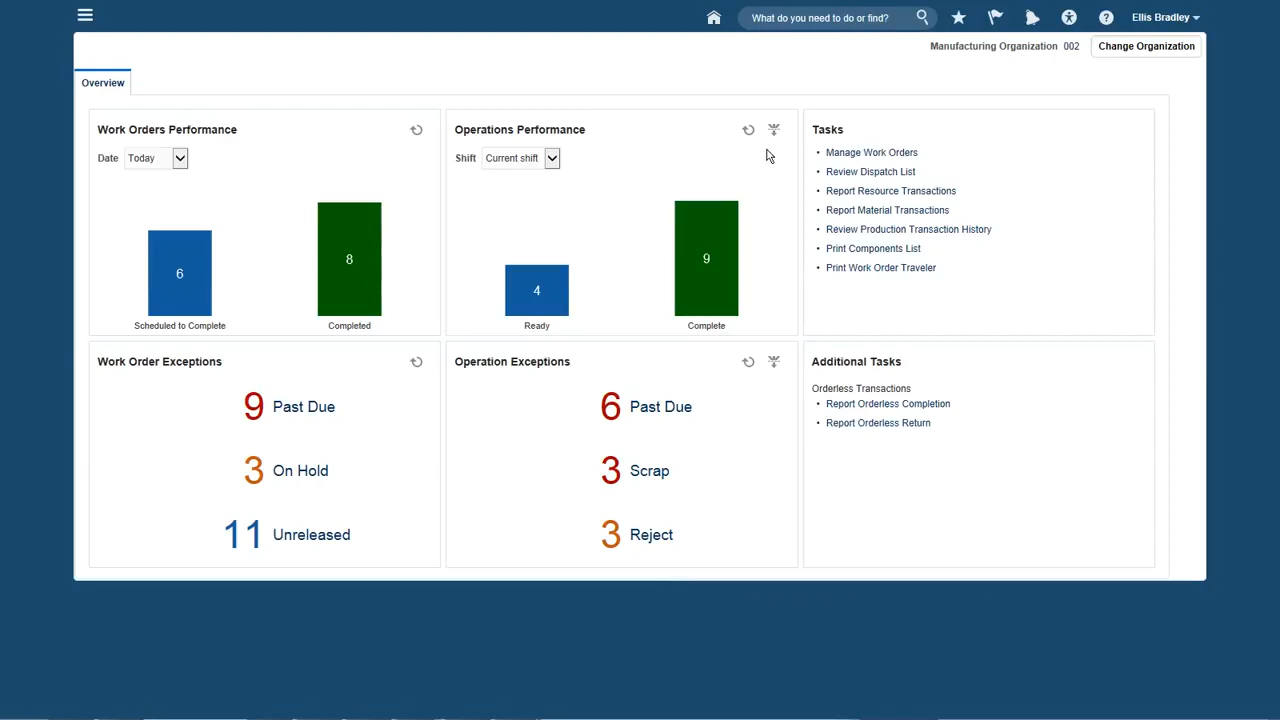 What do you need to do or find?
Ellis Bradley
Manufacturing Organization 002
Change Organization
Overview
Work Orders Performance
Date Today
6
8
Scheduled to Complete
Completed
Operations Performance
Shift Current shift
4
9
Ready
Complete
Tasks
• Manage Work Orders
• Review Dispatch List
• Report Resource Transactions
• Report Material Transactions
• Review Production Transaction History
• Print Components List
• Print Work Order Traveler
Work Order Exceptions
9 Past Due
3 On Hold
11 Unreleased
Operation Exceptions
6 Past Due
3 Scrap
3 Reject
Additional Tasks
Orderless Transactions
• Report Orderless Completion
• Report Orderless Return